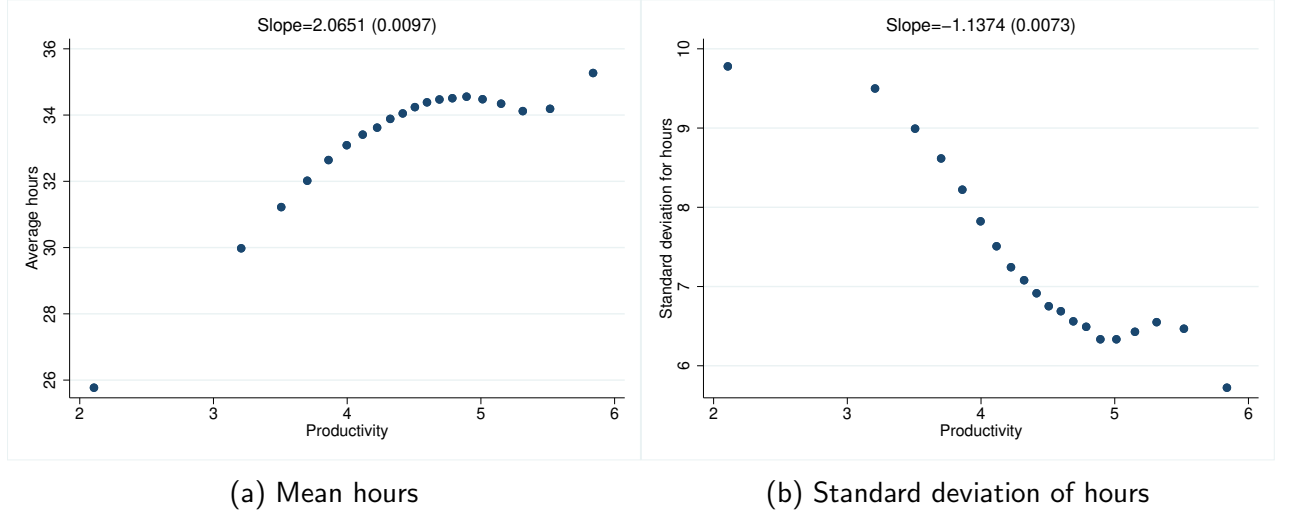 Slope=2.0651 (0.0097)
36
34
32
30
28
26
Average hours
2 3 4 5 6
Productivity
(a) Mean hours
Slope=−1.1374 (0.0073)
10
9
8
7
6
Standard deviation for hours
2 3 4 5 6
Productivity
(b) Standard deviation of hours